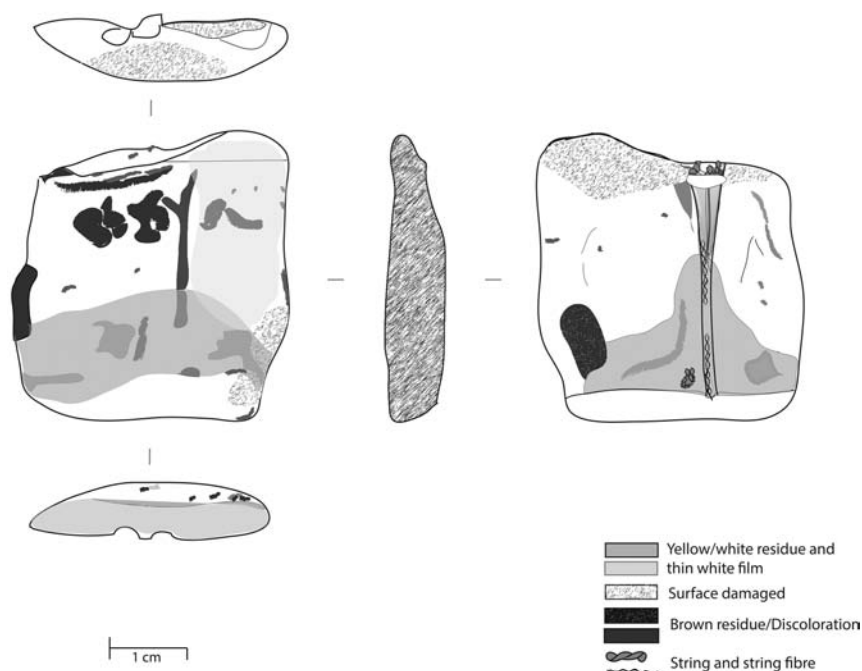 Yellow/white residue and
thin white film
Surface damaged
Brown residue/Discoloration
String and string fibre
1 cm